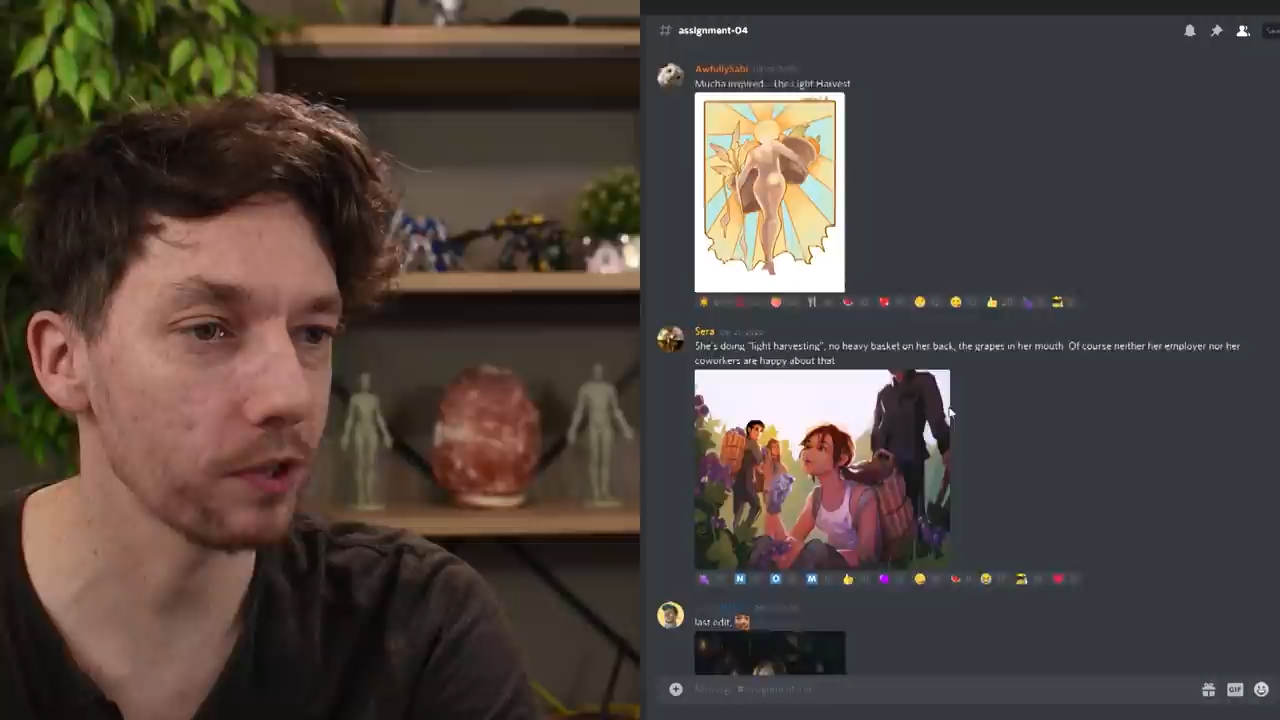 assignment-04
AwfullySabi
Mucha inspired - the Light Harvest
Sera
She's doing "light harvesting", no heavy basket on her back, the grapes in her mouth Of course neither her employer nor her
coworkers are happy about that
N O M
last edit,
Message
GIF